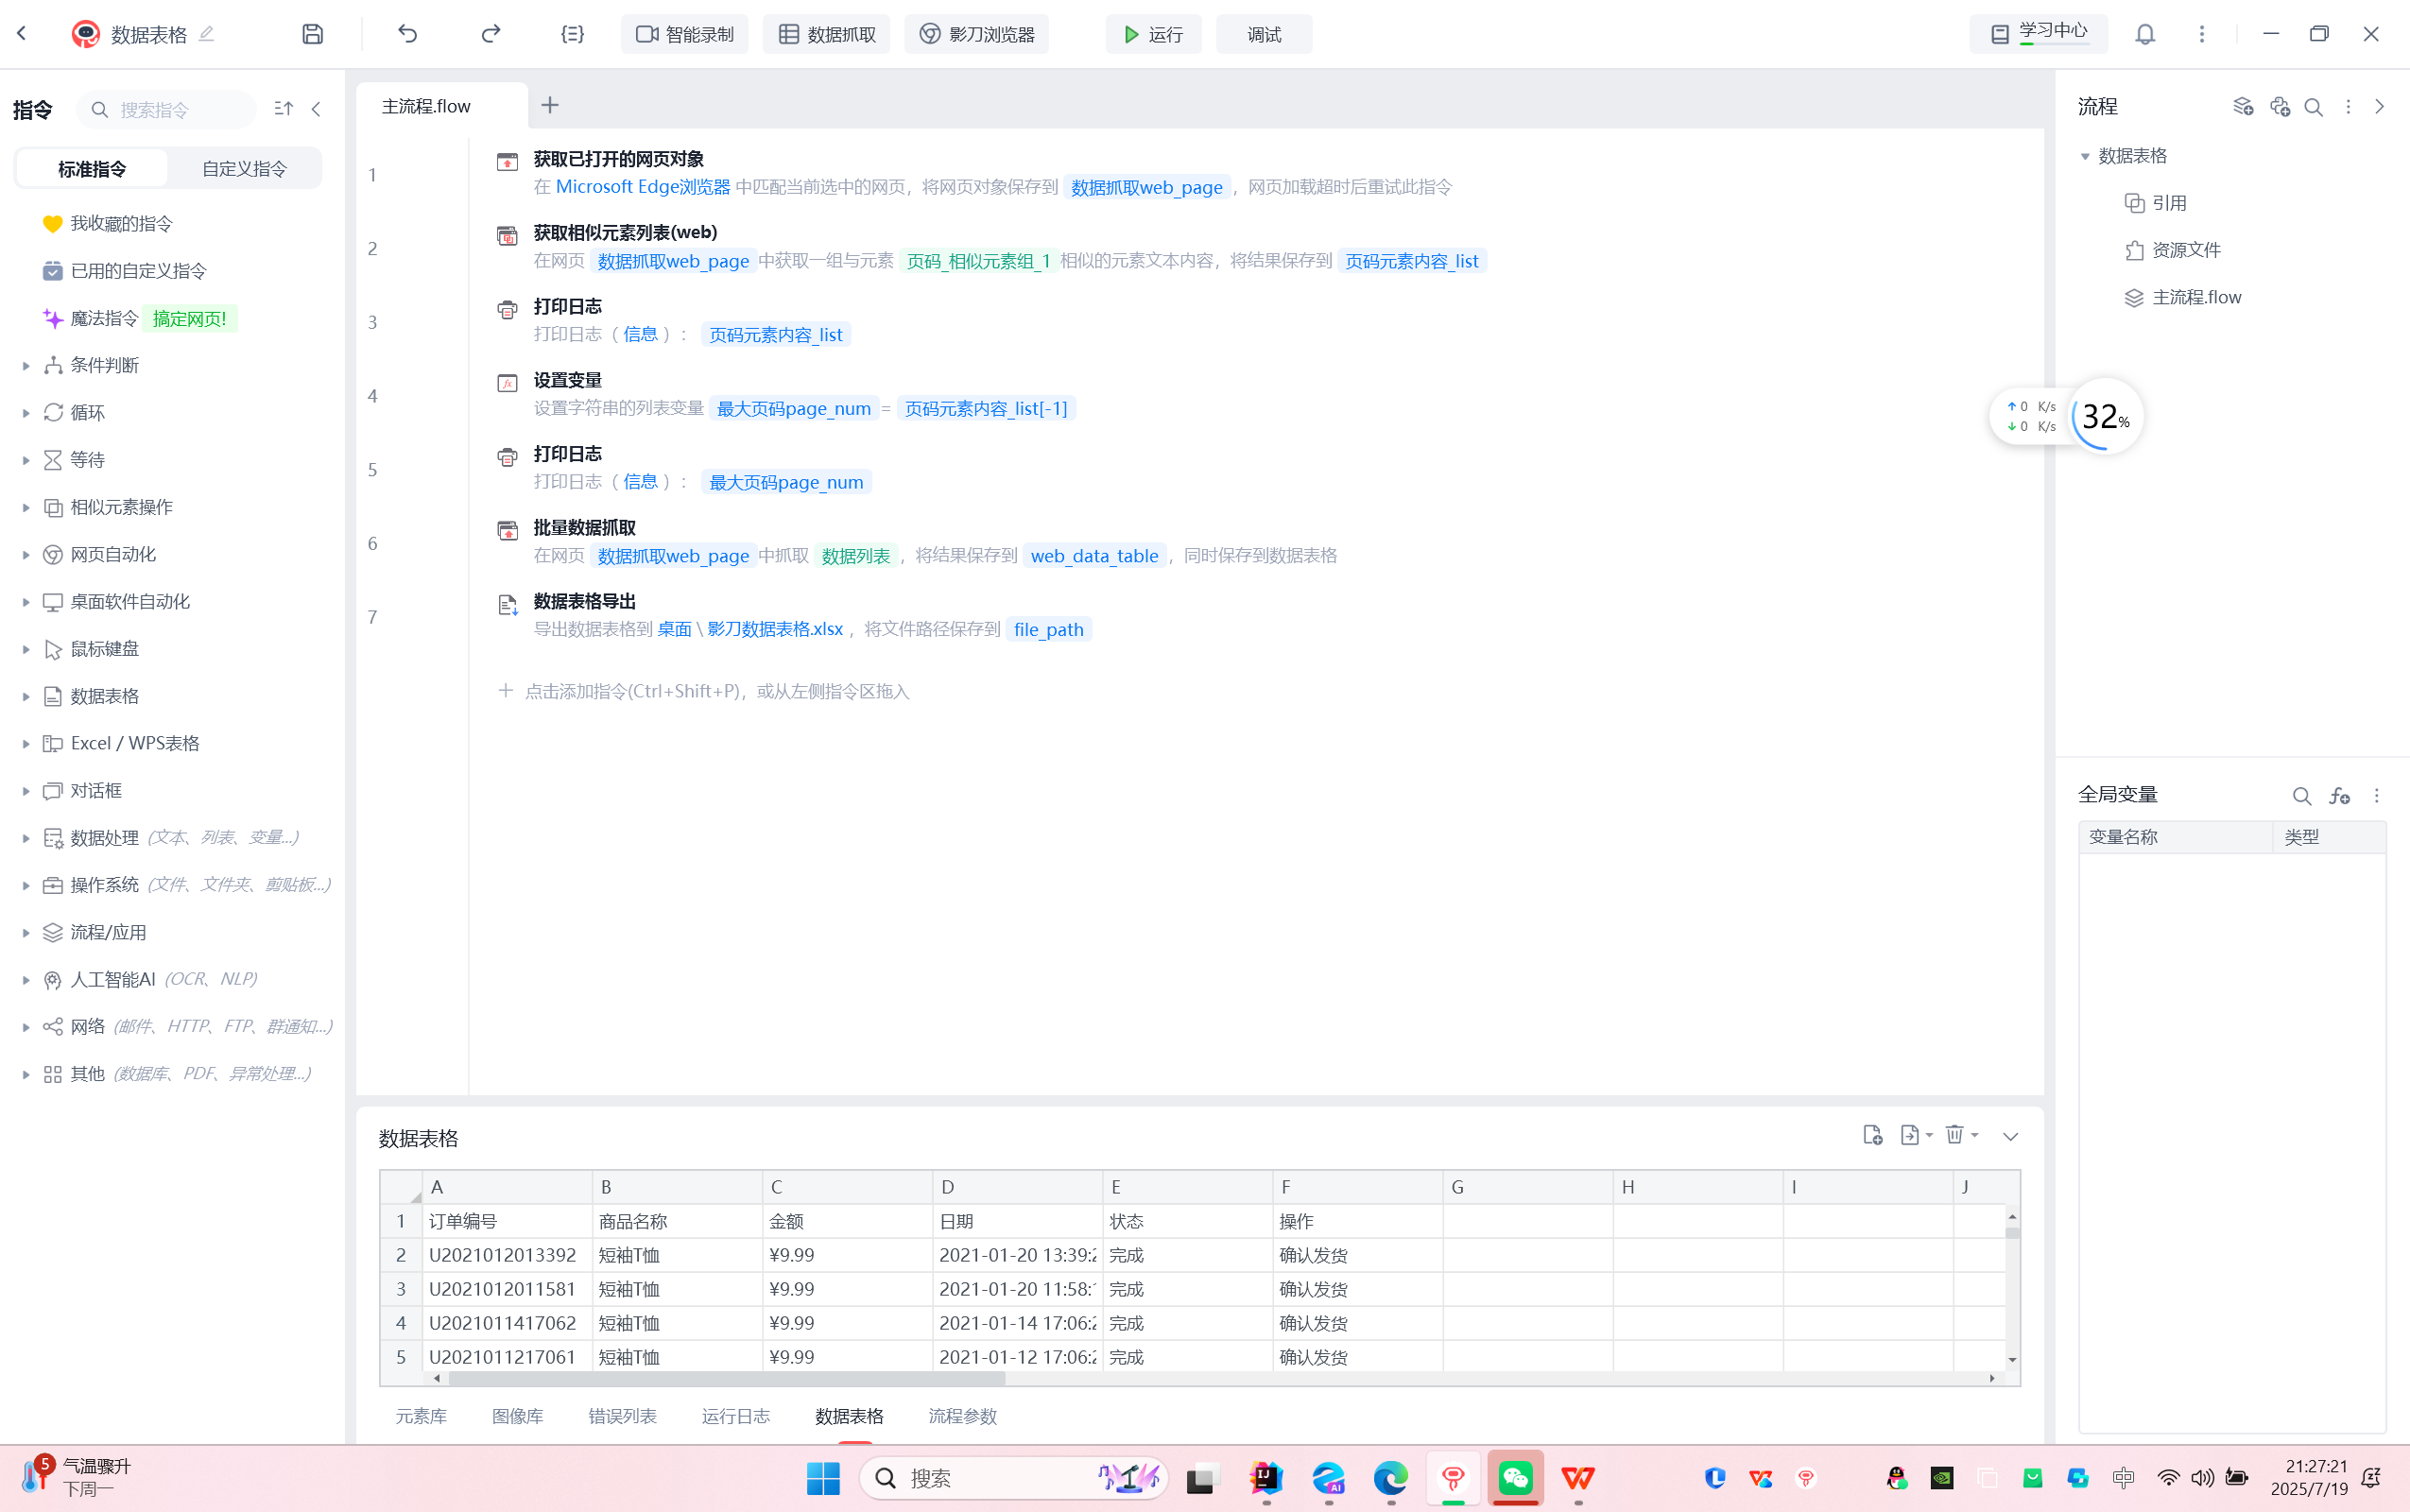 数据表格
智能录制
数据抓取
影刀浏览器
运行
调试
学习中心
指令
搜索指令
标准指令
自定义指令
我收藏的指令
已用的自定义指令
魔法指令 搞定网页!
条件判断
循环
等待
相似元素操作
网页自动化
桌面软件自动化
鼠标键盘
数据表格
Excel / WPS表格
对话框
数据处理 (文本、列表、变量...)
操作系统 (文件、文件夹、剪贴板...)
流程/应用
人工智能AI (OCR、NLP)
网络 (邮件、HTTP、FTP、群通知...)
其他 (数据库、PDF、异常处理...)
主流程.flow
1
获取已打开的网页对象
在 Microsoft Edge浏览器 中匹配当前选中的网页，将网页对象保存到 数据抓取web_page ，网页加载超时后重试此指令
2
获取相似元素列表(web)
在网页 数据抓取web_page 中获取一组与元素 页码_相似元素组_1 相似的元素文本内容，将结果保存到 页码元素内容_list
3
打印日志
打印日志（ 信息 ）： 页码元素内容_list
4
设置变量
设置字符串的列表变量 最大页码page_num = 页码元素内容_list[-1]
5
打印日志
打印日志（ 信息 ）： 最大页码page_num
6
批量数据抓取
在网页 数据抓取web_page 中抓取 数据列表 ，将结果保存到 web_data_table ，同时保存到数据表格
7
数据表格导出
导出数据表格到 桌面 \ 影刀数据表格.xlsx ，将文件路径保存到 file_path
点击添加指令(Ctrl+Shift+P)，或从左侧指令区拖入
流程
数据表格
引用
资源文件
主流程.flow
0 K/s
0 K/s
32%
全局变量
变量名称 类型
数据表格
A B C D E F G H I J
1 订单编号 商品名称 金额 日期 状态 操作
2 U2021012013392 短袖T恤 ¥9.99 2021-01-20 13:39: 完成 确认发货
3 U2021012011581 短袖T恤 ¥9.99 2021-01-20 11:58: 完成 确认发货
4 U2021011417062 短袖T恤 ¥9.99 2021-01-14 17:06: 完成 确认发货
5 U2021011217061 短袖T恤 ¥9.99 2021-01-12 17:06: 完成 确认发货
元素库 图像库 错误列表 运行日志 数据表格 流程参数
5
气温骤升
下周一
搜索
中
21:27:21
2025/7/19